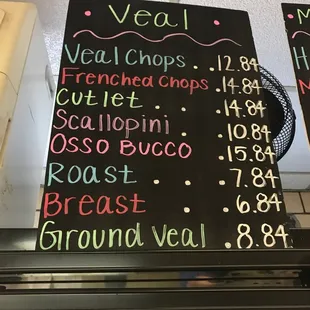 • Veal •
Veal Chops . . 12.84
Frenched Chops . 14.84
Cutlet . . . 14.84
Scallopini . . 10.84
Osso Bucco . 15.84
Roast . . . 7.84
Breast . . 6.84
Ground Veal . 8.84